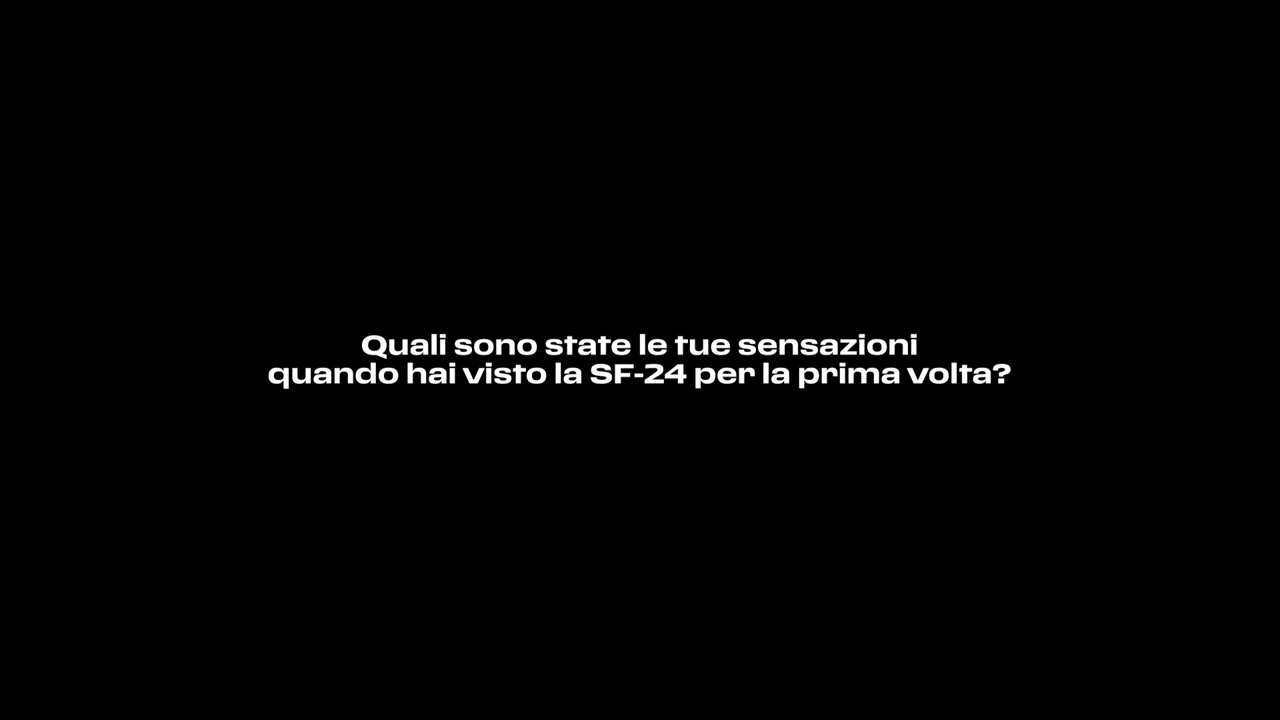 Quali sono state le tue sensazioni
quando hai visto la SF-24 per la prima volta?